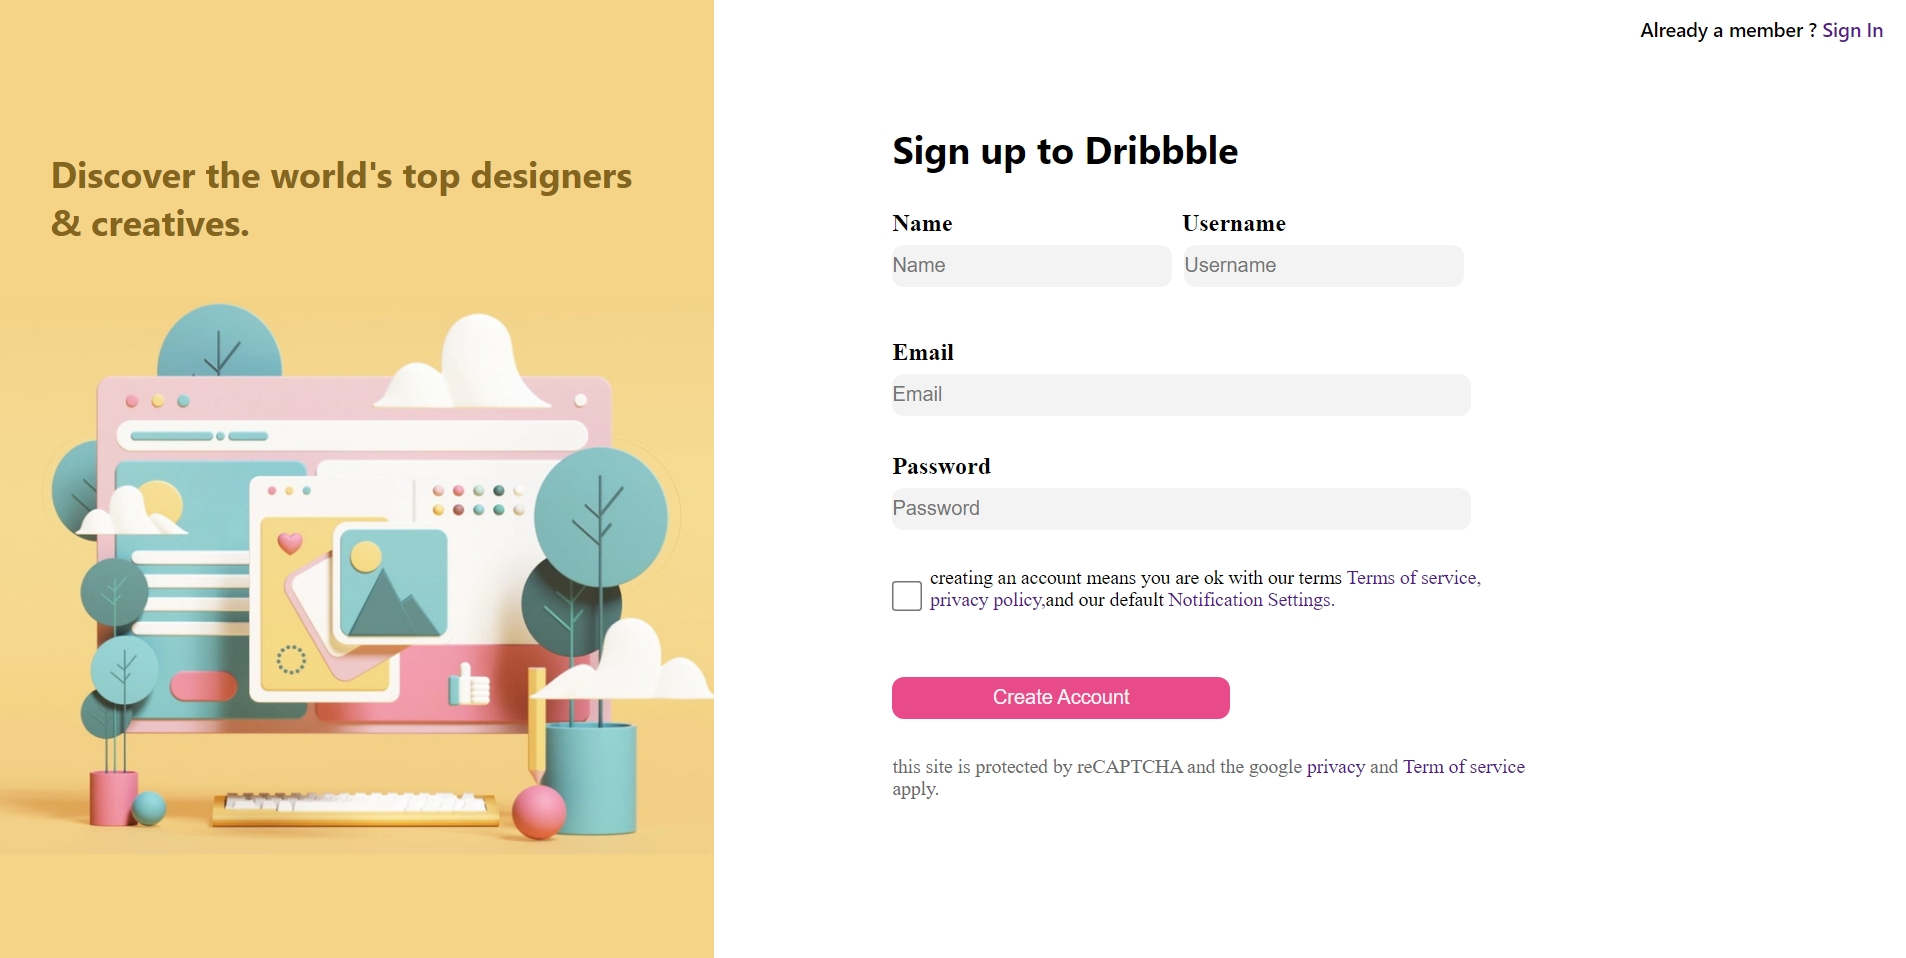 Already a member ? Sign In
Discover the world's top designers
& creatives.
Sign up to Dribbble
Name Username
Name Username
Email
Email
Password
Password
creating an account means you are ok with our terms Terms of service,
privacy policy,and our default Notification Settings.
Create Account
this site is protected by reCAPTCHA and the google privacy and Term of service
apply.